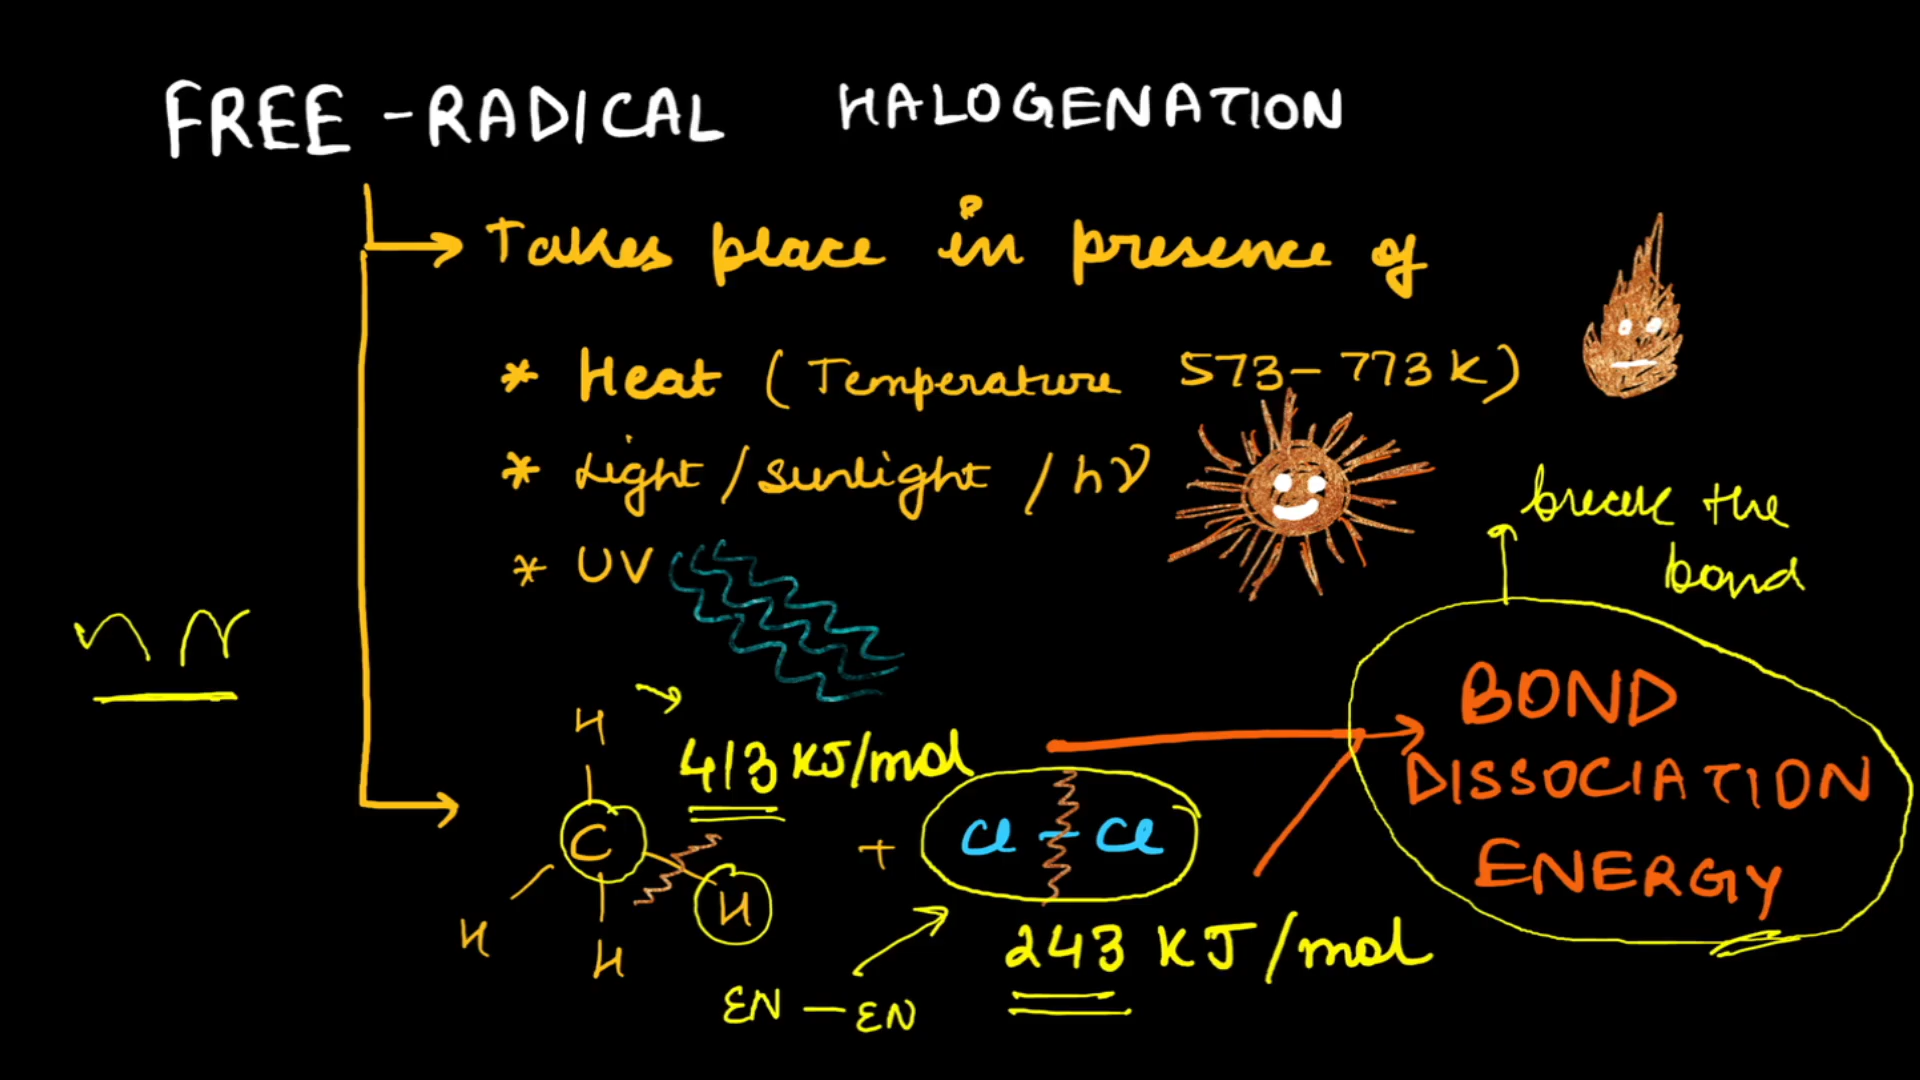 FREE-RADICAL HALOGENATION
Takes place in presence of
* Heat (Temperature 573-773K)
* Light/sunlight/hν
* UV
break the
bond
BOND
DISSOCIATION
ENERGY
H
413 KJ/mol
C
+
Cl-Cl
H
H
H
243 KJ/mol
EN-EN